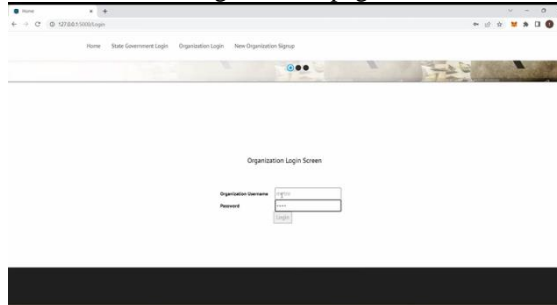 Home
127.0.0.1:5000/Login
Home State Government Login Organization Login New Organization Signup
Organization Login Screen
Organization Username
Password ••••
Login